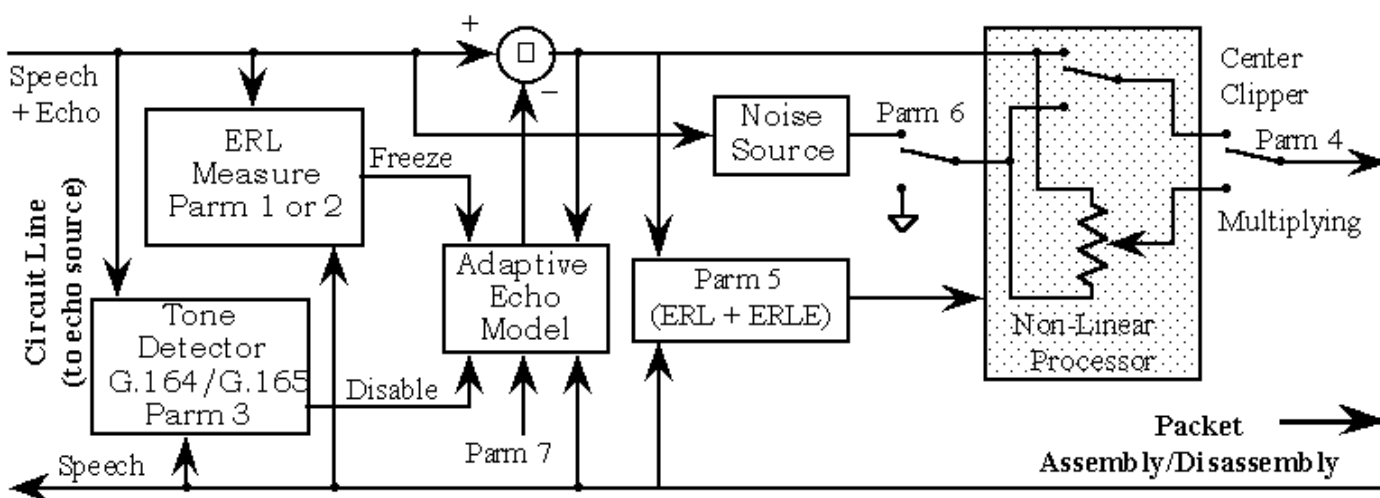 Speech
+ Echo
+
−
ERL
Measure
Parm 1 or 2
Freeze
Noise
Source
Parm 6
Center
Clipper
Parm 4
Multiplying
Circuit Line
(to echo source)
Tone
Detector
G.164/G.165
Parm 3
Disable
Adaptive
Echo
Model
Parm 5
(ERL + ERLE)
Non-Linear
Processor
Parm 7
Speech
Packet
Assembly/Disassembly